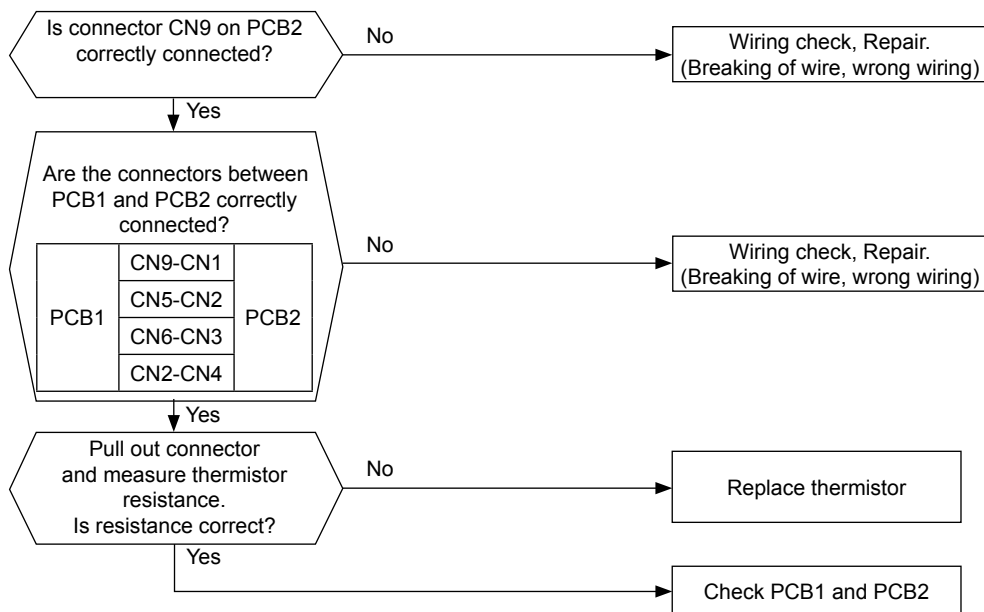 Is connector CN9 on PCB2
correctly connected?
No
Wiring check, Repair.
(Breaking of wire, wrong wiring)
Yes
Are the connectors between
PCB1 and PCB2 correctly
connected?
No
Wiring check, Repair.
(Breaking of wire, wrong wiring)
PCB1
CN9-CN1
CN5-CN2
CN6-CN3
CN2-CN4
PCB2
Yes
Pull out connector
and measure thermistor
resistance.
Is resistance correct?
No
Replace thermistor
Yes
Check PCB1 and PCB2